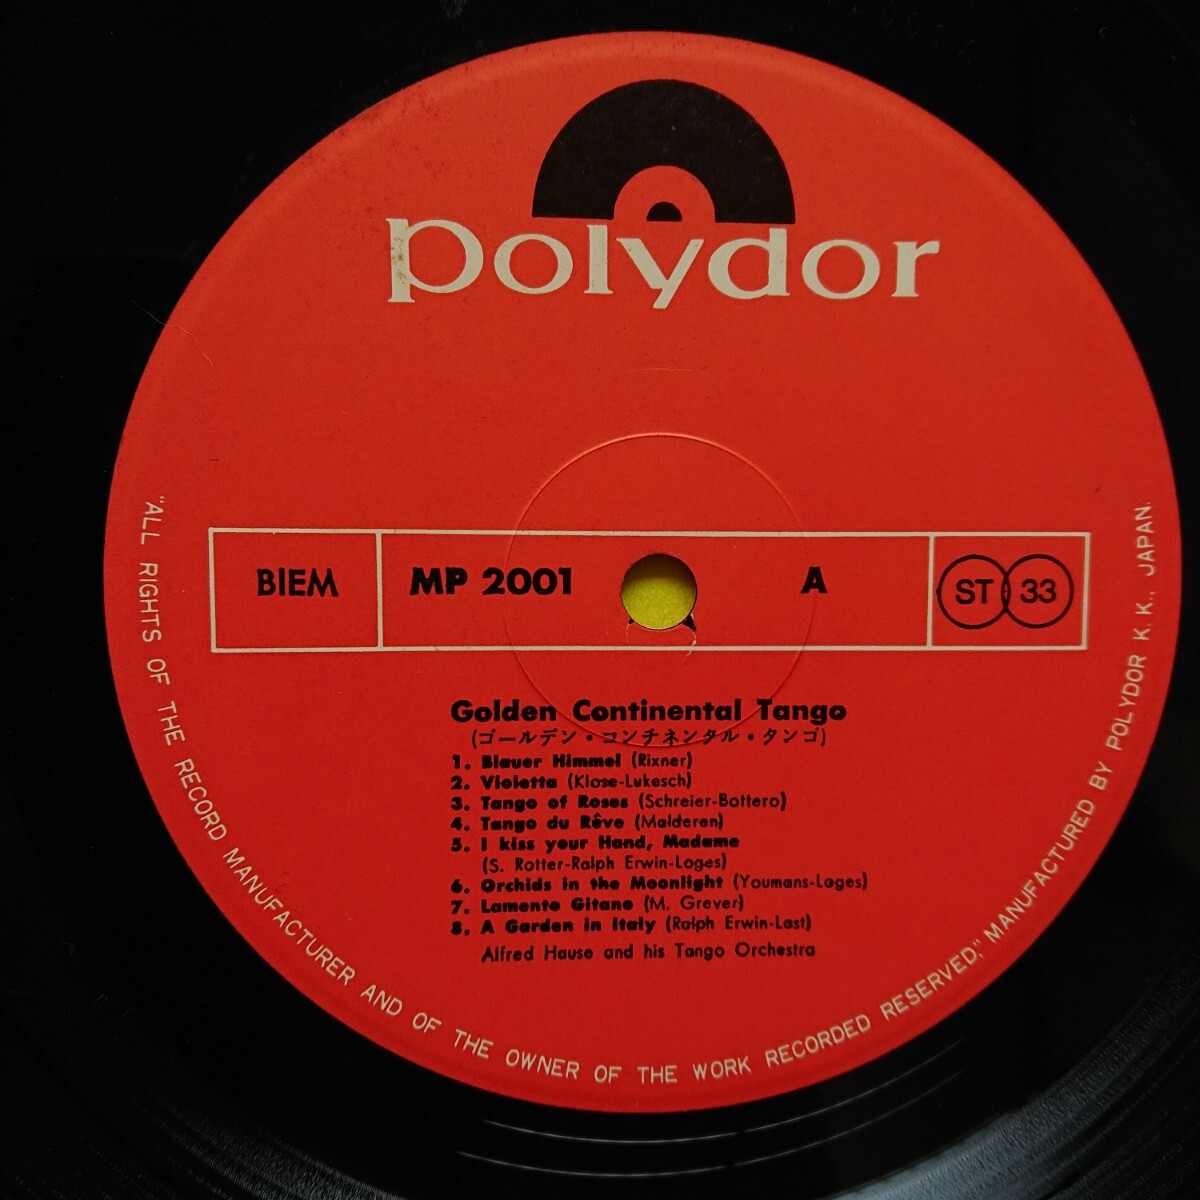 polydor
BIEM MP 2001 A ST 33
Golden Continental Tango
(ゴールデン・コンチネンタル・タンゴ)
1. Blauer Himmel (Rixner)
2. Violetta (Klose-Lukesch)
3. Tango of Roses (Schreier-Bottero)
4. Tango du Rêve (Malderen)
5. I kiss your Hand, Madame
(S. Rotter-Ralph Erwin-Loges)
6. Orchids in the Moonlight (Youmans-Loges)
7. Lamento Gitano (M. Grever)
8. A Garden in Italy (Ralph Erwin-Last)
Alfred Hause and his Tango Orchestra
"ALL RIGHTS OF THE RECORD MANUFACTURER AND OF THE OWNER OF THE WORK RECORDED RESERVED," MANUFACTURED BY POLYDOR K. K., JAPAN.